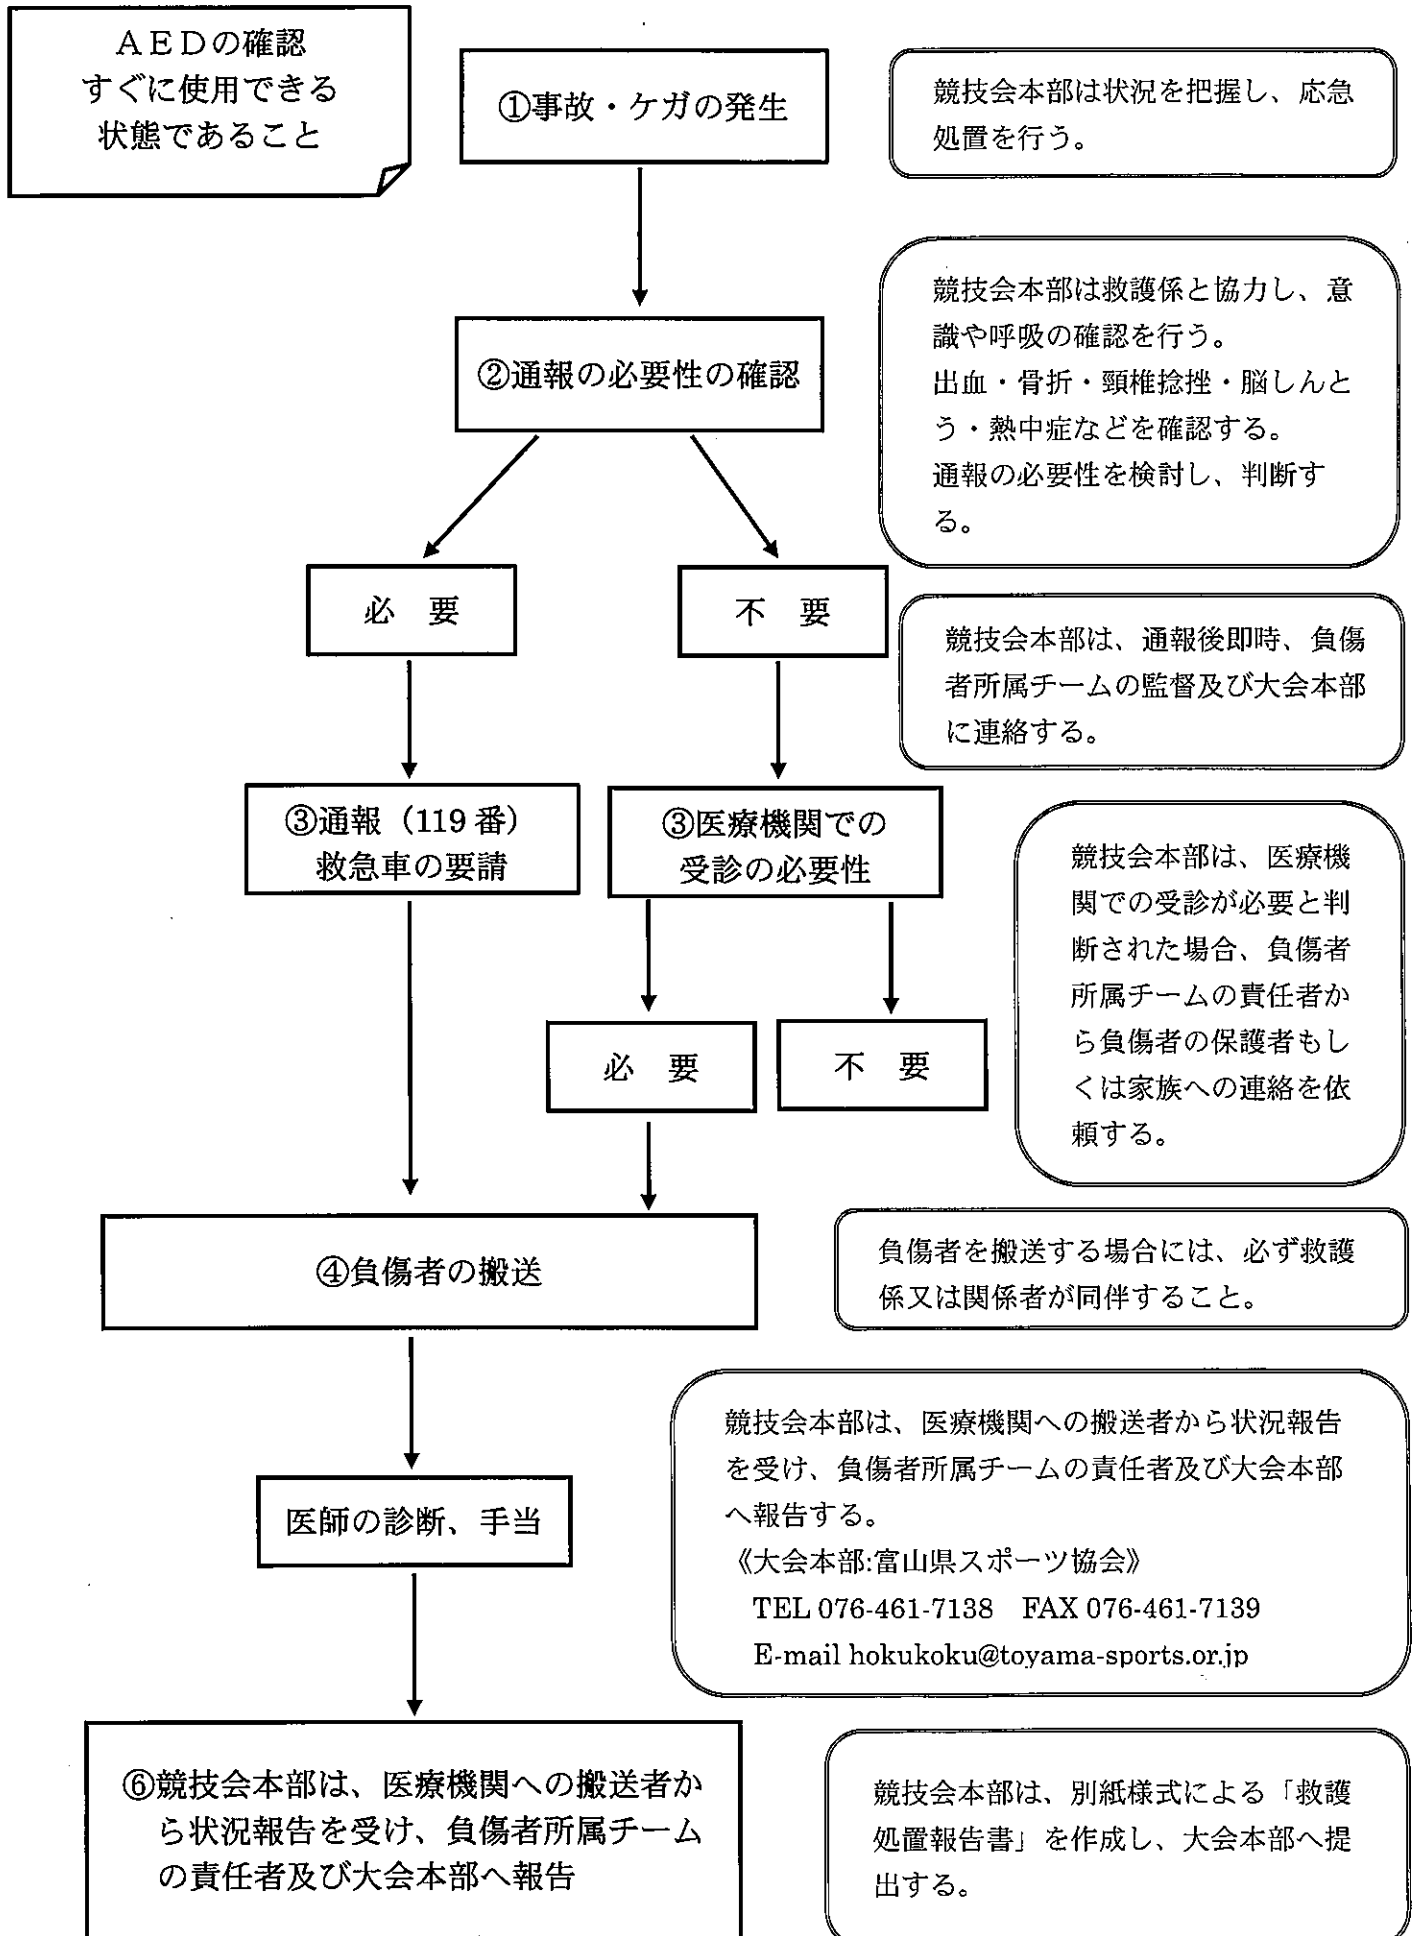 AEDの確認
すぐに使用できる
状態であること
①事故・ケガの発生
競技会本部は状況を把握し、応急
処置を行う。
競技会本部は救護係と協力し、意
識や呼吸の確認を行う。
出血・骨折・頸椎捻挫・脳しんと
う・熱中症などを確認する。
通報の必要性を検討し、判断す
る。
②通報の必要性の確認
必 要
不 要
競技会本部は、通報後即時、負傷
者所属チームの監督及び大会本部
に連絡する。
③通報（119番）
救急車の要請
③医療機関での
受診の必要性
競技会本部は、医療機
関での受診が必要と判
断された場合、負傷者
所属チームの責任者か
ら負傷者の保護者もし
くは家族への連絡を依
頼する。
必 要
不 要
④負傷者の搬送
負傷者を搬送する場合には、必ず救護
係又は関係者が同伴すること。
競技会本部は、医療機関への搬送者から状況報告
を受け、負傷者所属チームの責任者及び大会本部
へ報告する。
《大会本部:富山県スポーツ協会》
TEL 076-461-7138 FAX 076-461-7139
E-mail hokukoku@toyama-sports.or.jp
医師の診断、手当
⑥競技会本部は、医療機関への搬送者か
ら状況報告を受け、負傷者所属チーム
の責任者及び大会本部へ報告
競技会本部は、別紙様式による「救護
処置報告書」を作成し、大会本部へ提
出する。